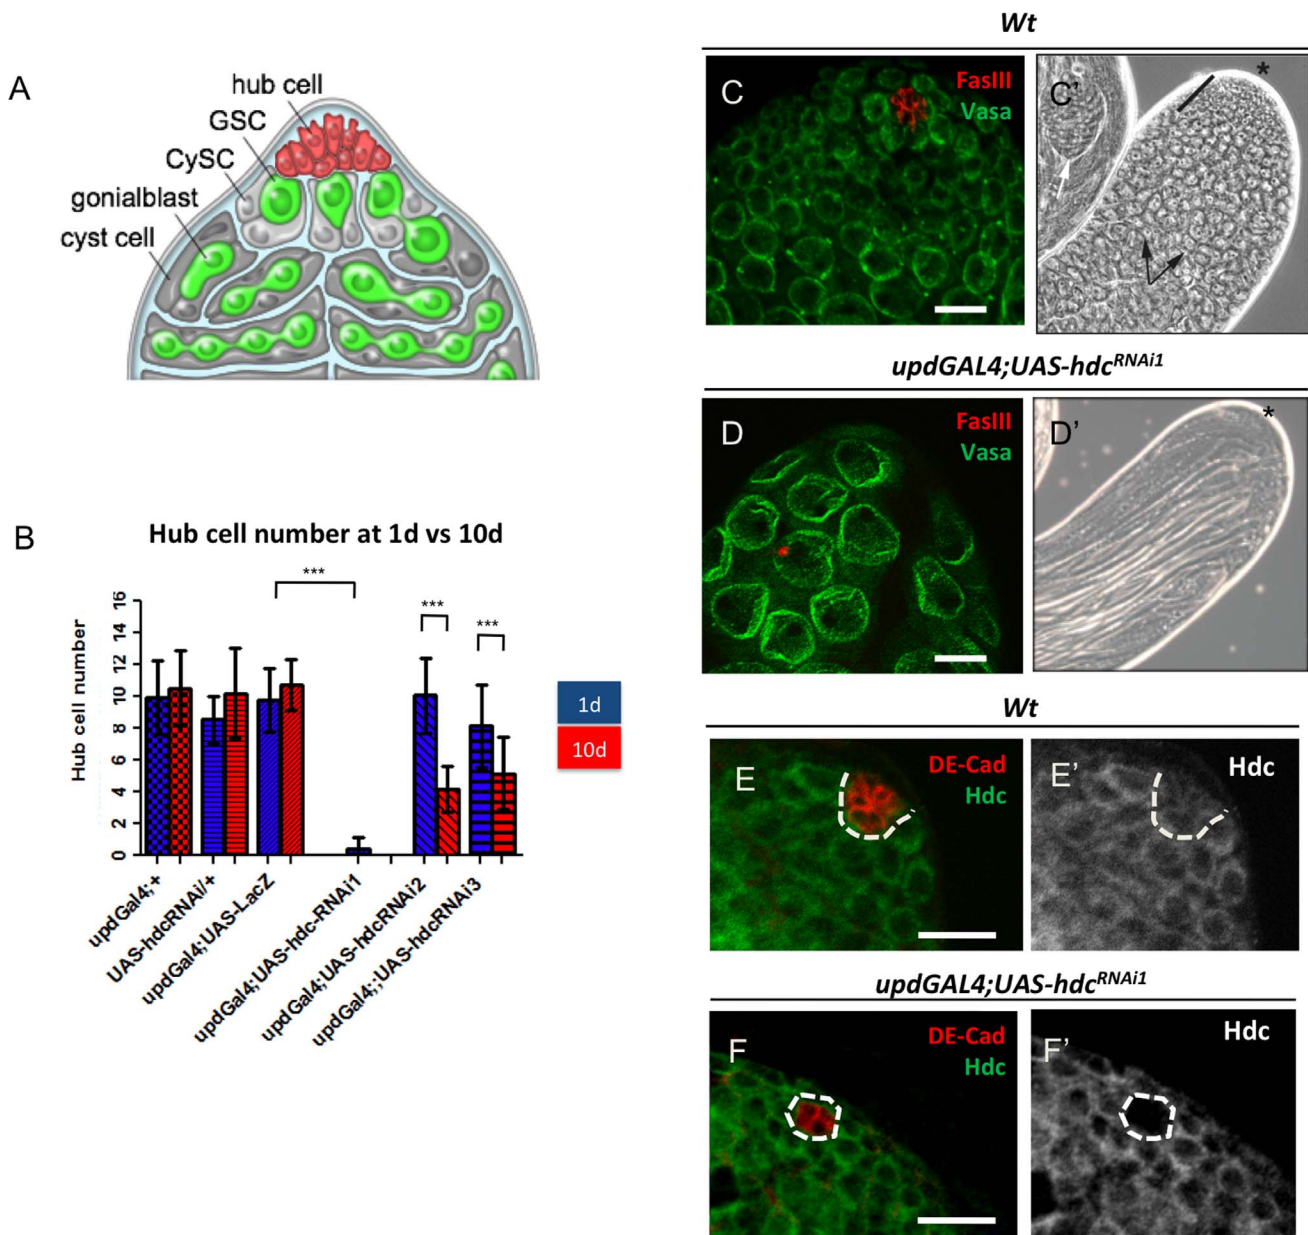 A
hub cell
GSC
CySC
gonialblast
cyst cell
B
Hub cell number at 1d vs 10d
***
***
***
Hub cell number
16
14
12
10
8
6
4
2
0
updGal4;+
UAS-hdcRNAi/+
updGal4;UAS-LacZ
updGal4;UAS-hdc-RNAi1
updGal4;UAS-hdcRNAi2
updGal4;;UAS-hdcRNAi3
1d
10d
Wt
C
FasIII
Vasa
C'
*
updGAL4;UAS-hdcRNAi1
D
FasIII
Vasa
D'
*
Wt
E
DE-Cad
Hdc
E'
Hdc
updGAL4;UAS-hdcRNAi1
F
DE-Cad
Hdc
F'
Hdc